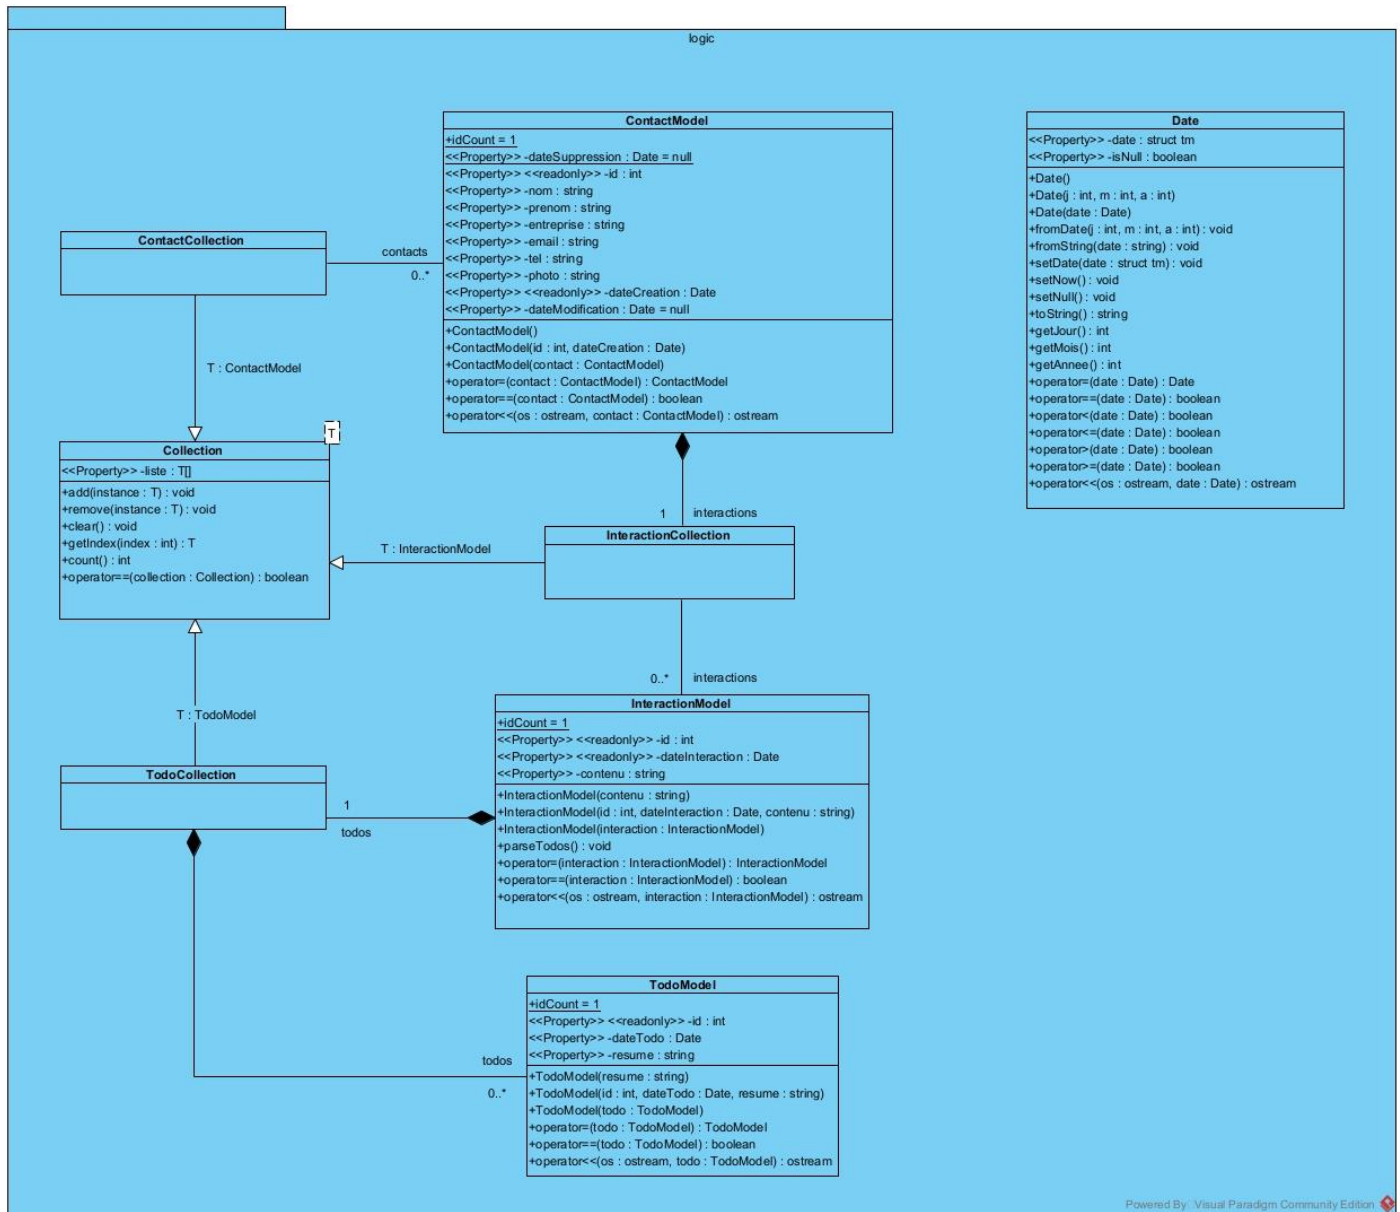 logic
ContactModel
+idCount = 1
<<Property>> -dateSuppression : Date = null
<<Property>> <<readonly>> -id : int
<<Property>> -nom : string
<<Property>> -prenom : string
<<Property>> -entreprise : string
<<Property>> -email : string
<<Property>> -tel : string
<<Property>> -photo : string
<<Property>> <<readonly>> -dateCreation : Date
<<Property>> -dateModification : Date = null
+ContactModel()
+ContactModel(id : int, dateCreation : Date)
+ContactModel(contact : ContactModel)
+operator=(contact : ContactModel) : ContactModel
+operator==(contact : ContactModel) : boolean
+operator<<(os : ostream, contact : ContactModel) : ostream
Date
<<Property>> -date : struct tm
<<Property>> -isNull : boolean
+Date()
+Date(j : int, m : int, a : int)
+Date(date : Date)
+fromDate(j : int, m : int, a : int) : void
+fromString(date : string) : void
+setDate(date : struct tm) : void
+setNow() : void
+setNull() : void
+toString() : string
+getJour() : int
+getMois() : int
+getAnnee() : int
+operator=(date : Date) : Date
+operator==(date : Date) : boolean
+operator<(date : Date) : boolean
+operator<=(date : Date) : boolean
+operator>(date : Date) : boolean
+operator>=(date : Date) : boolean
+operator<<(os : ostream, date : Date) : ostream
ContactCollection
contacts
0..*
T : ContactModel
T
Collection
<<Property>> -liste : T[]
+add(instance : T) : void
+remove(instance : T) : void
+clear() : void
+getIndex(index : int) : T
+count() : int
+operator==(collection : Collection) : boolean
1 interactions
InteractionCollection
T : InteractionModel
0..* interactions
InteractionModel
+idCount = 1
<<Property>> <<readonly>> -id : int
<<Property>> <<readonly>> -dateInteraction : Date
<<Property>> -contenu : string
+InteractionModel(contenu : string)
+InteractionModel(id : int, dateInteraction : Date, contenu : string)
+InteractionModel(interaction : InteractionModel)
+parseTodos() : void
+operator=(interaction : InteractionModel) : InteractionModel
+operator==(interaction : InteractionModel) : boolean
+operator<<(os : ostream, interaction : InteractionModel) : ostream
T : TodoModel
TodoCollection
1
todos
todos
0..*
TodoModel
+idCount = 1
<<Property>> <<readonly>> -id : int
<<Property>> -dateTodo : Date
<<Property>> -resume : string
+TodoModel(resume : string)
+TodoModel(id : int, dateTodo : Date, resume : string)
+TodoModel(todo : TodoModel)
+operator=(todo : TodoModel) : TodoModel
+operator==(todo : TodoModel) : boolean
+operator<<(os : ostream, todo : TodoModel) : ostream
Powered By Visual Paradigm Community Edition